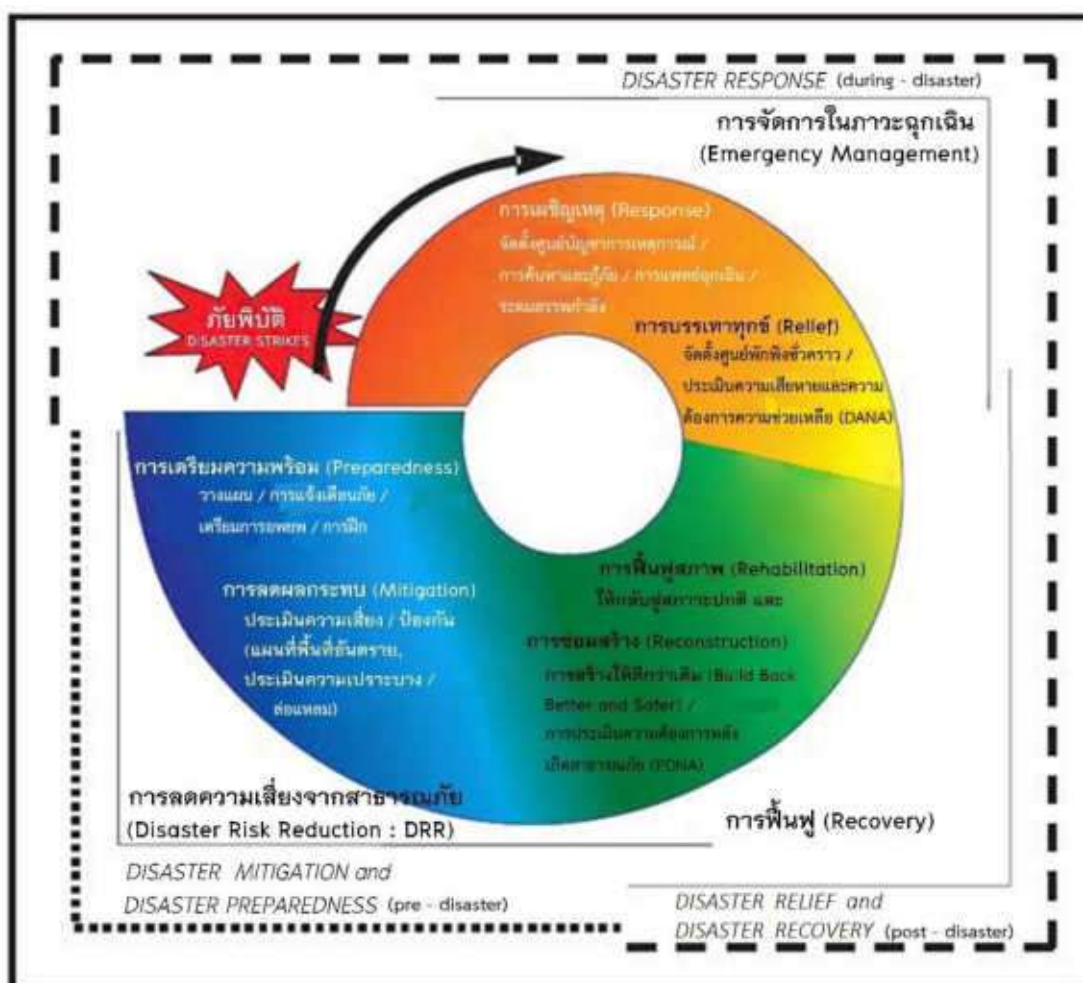 DISASTER RESPONSE (during - disaster)
การจัดการในภาวะฉุกเฉิน
(Emergency Management)
การเผชิญเหตุ (Response)
จัดตั้งศูนย์บัญชาการเหตุการณ์ /
การค้นหาและกู้ภัย / การแพทย์ฉุกเฉิน /
ระดมสรรพกำลัง
ภัยพิบัติ
DISASTER STRIKES
การบรรเทาทุกข์ (Relief)
จัดตั้งศูนย์พักพิงชั่วคราว /
ประเมินความเสียหายและความ
ต้องการความช่วยเหลือ (DANA)
การเตรียมความพร้อม (Preparedness)
วางแผน / การแจ้งเตือนภัย /
เตรียมการอพยพ / การฝึก
การลดผลกระทบ (Mitigation)
ประเมินความเสี่ยง / ป้องกัน
(แผนที่พื้นที่อันตราย,
ประเมินความเปราะบาง /
ล่อแหลม)
การฟื้นฟูสภาพ (Rehabilitation)
ให้กลับสู่สภาวะปกติ และ
การซ่อมสร้าง (Reconstruction)
การสร้างให้ดีกว่าเดิม (Build Back
Better and Safer) /
การประเมินความต้องการหลัง
เกิดสาธารณภัย (PDNA)
การลดความเสี่ยงจากสาธารณภัย
(Disaster Risk Reduction : DRR)
การฟื้นฟู (Recovery)
DISASTER MITIGATION and
DISASTER PREPAREDNESS (pre - disaster)
DISASTER RELIEF and
DISASTER RECOVERY (post - disaster)